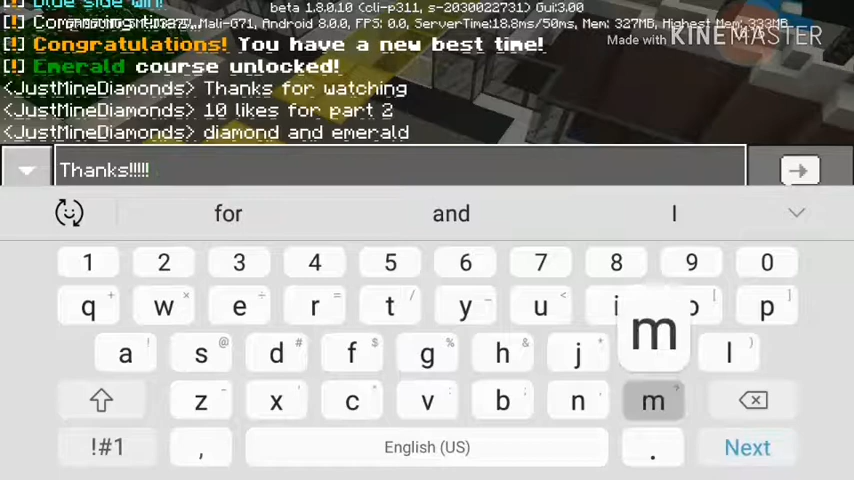 beta 1.8.0.10 (cli-p311, s-2030022731) Gui:3.00
Blue side win!
Mali-G71, Android 8.0.0, FPS: 0.0, ServerTime:18.8ms/50ms, Mem: 327MB, Highest Mem: 333MB
Made with KINEMASTER
[!] Congratulations! You have a new best time!
[!] Emerald course unlocked!
<JustMineDiamonds> Thanks for watching
<JustMineDiamonds> 10 likes for part 2
<JustMineDiamonds> diamond and emerald
Thanks!!!!!
for and I
1 2 3 4 5 6 7 8 9 0
q + w × e ÷ r = t / y _ u < i [ p ]
a ! s @ d # f $ g % h & j * m l )
z - x ' c " v : b ; n , m ?
!#1 , English (US) . Next